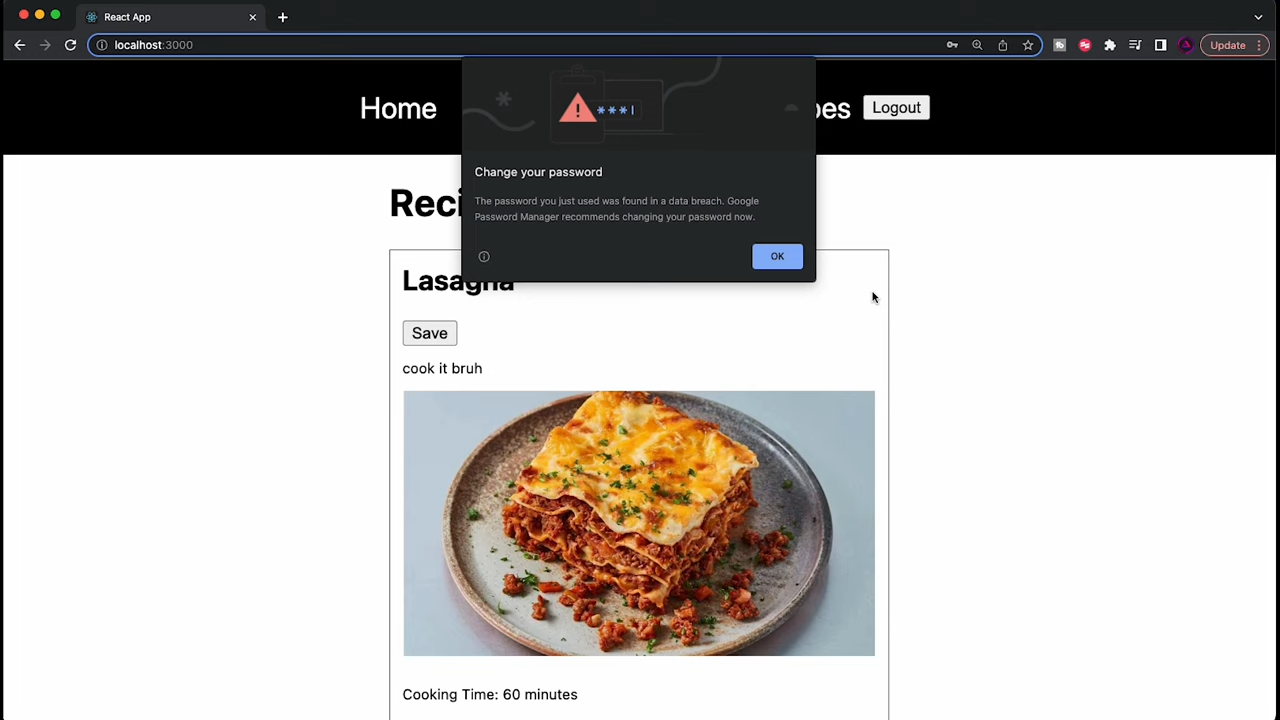 React App
localhost:3000
Update
Home
pes
Logout
***|
Change your password
The password you just used was found in a data breach. Google
Password Manager recommends changing your password now.
OK
Reci
Lasagna
Save
cook it bruh
Cooking Time: 60 minutes